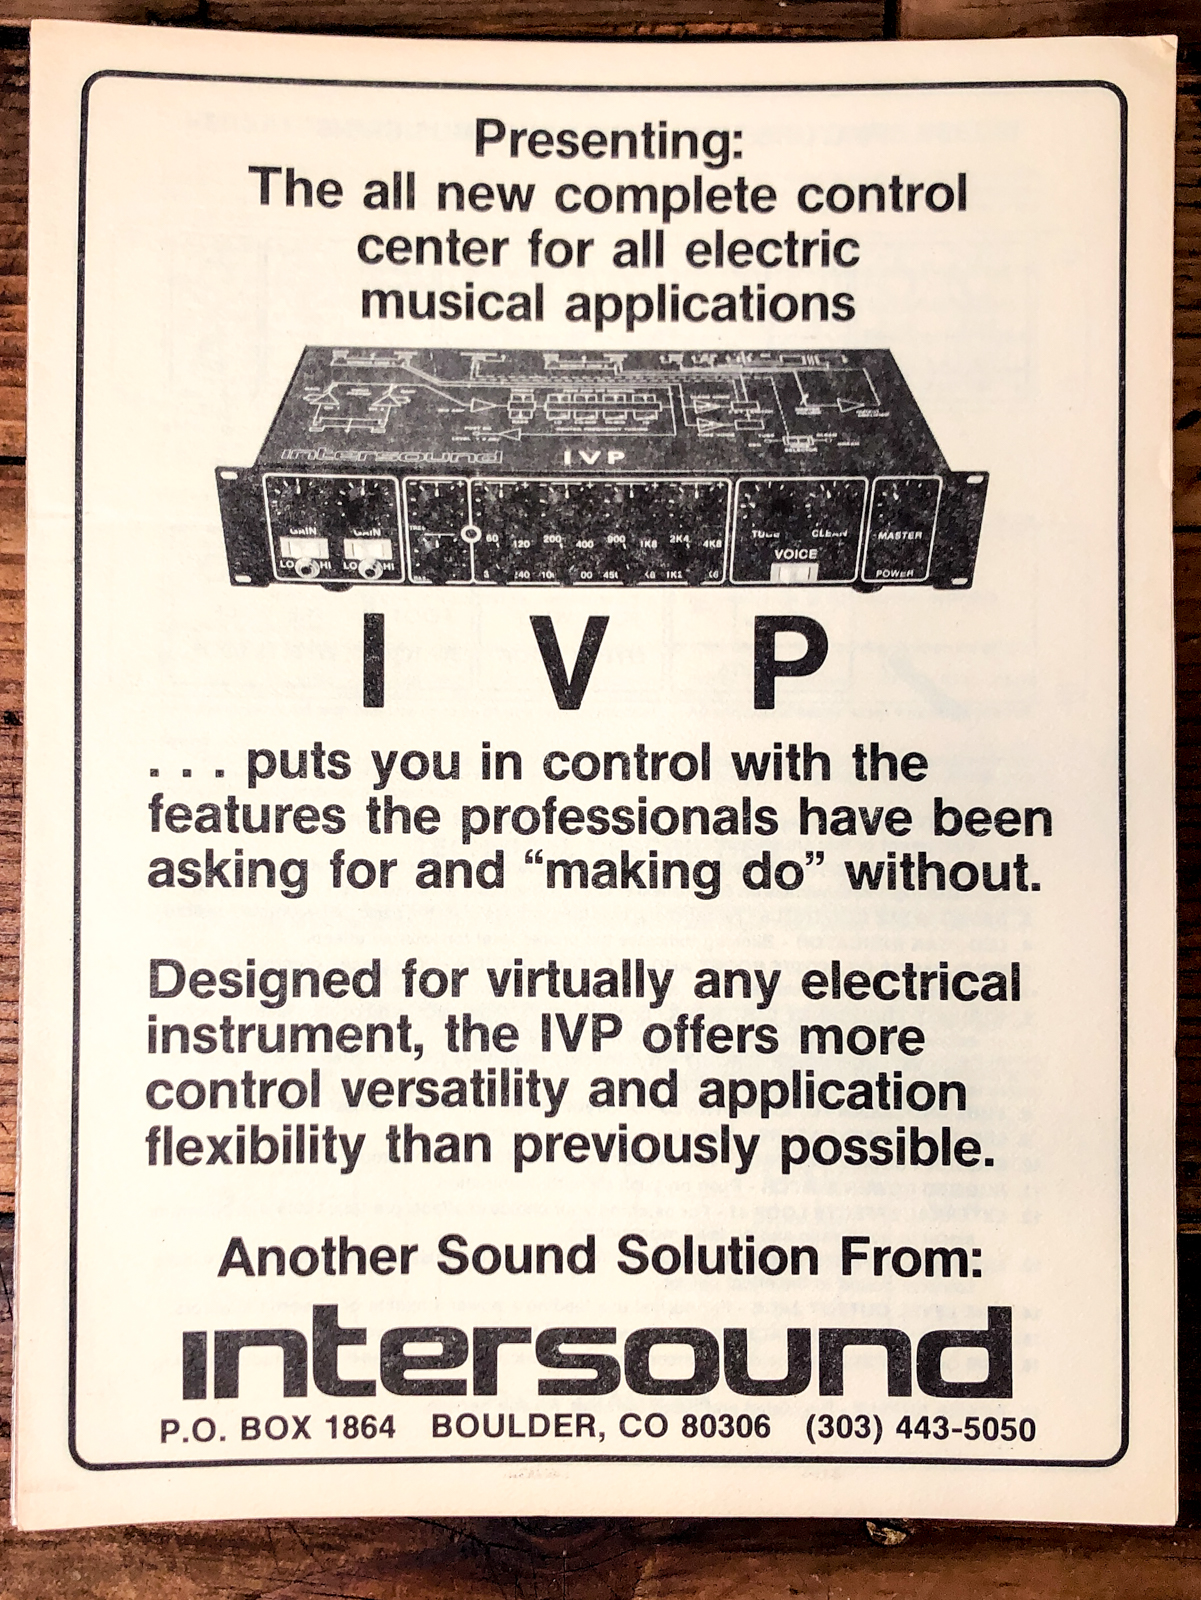 Presenting:
The all new complete control
center for all electric
musical applications
intersound IVP
GAIN GAIN
LO HI LO HI
60 120 200 400 900 1K8 2K4 4K8
TUBE CLEAN
VOICE
MASTER
POWER
I V P
. . . puts you in control with the
features the professionals have been
asking for and “making do” without.
Designed for virtually any electrical
instrument, the IVP offers more
control versatility and application
flexibility than previously possible.
Another Sound Solution From:
intersound
P.O. BOX 1864 BOULDER, CO 80306 (303) 443-5050